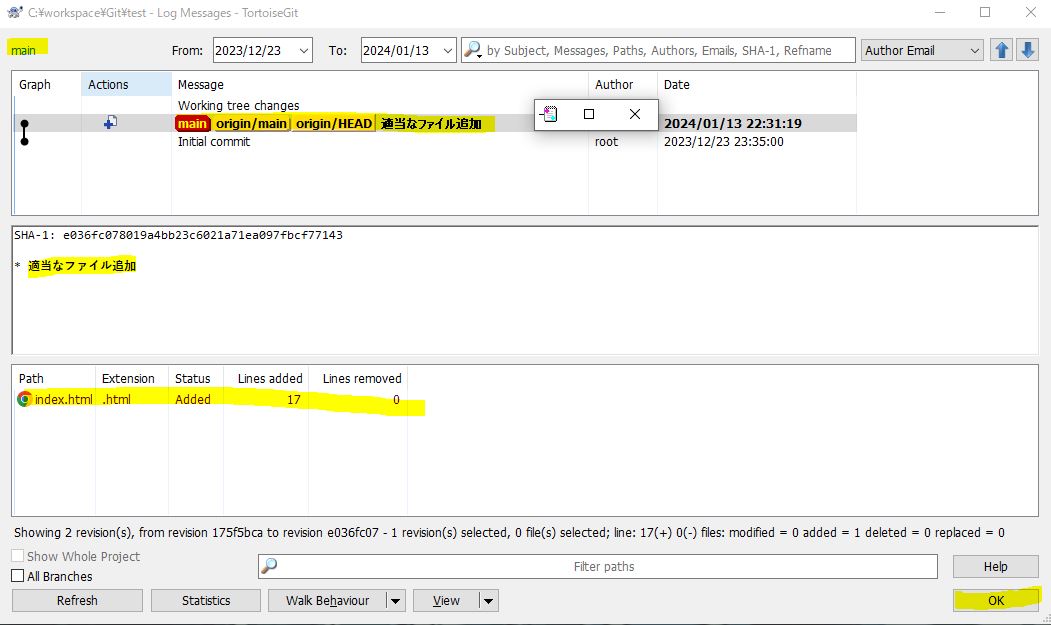 C:¥workspace¥Git¥test - Log Messages - TortoiseGit
main From: 2023/12/23 To: 2024/01/13 by Subject, Messages, Paths, Authors, Emails, SHA-1, Refname Author Email
Graph Actions Message Author Date
Working tree changes
main origin/main origin/HEAD 適当なファイル追加 2024/01/13 22:31:19
Initial commit root 2023/12/23 23:35:00
SHA-1: e036fc078019a4bb23c6021a71ea097fbcf77143
* 適当なファイル追加
Path Extension Status Lines added Lines removed
index.html .html Added 17 0
Showing 2 revision(s), from revision 175f5bca to revision e036fc07 - 1 revision(s) selected, 0 file(s) selected; line: 17(+) 0(-) files: modified = 0 added = 1 deleted = 0 replaced = 0
Show Whole Project
Filter paths Help
All Branches
Refresh Statistics Walk Behaviour View OK